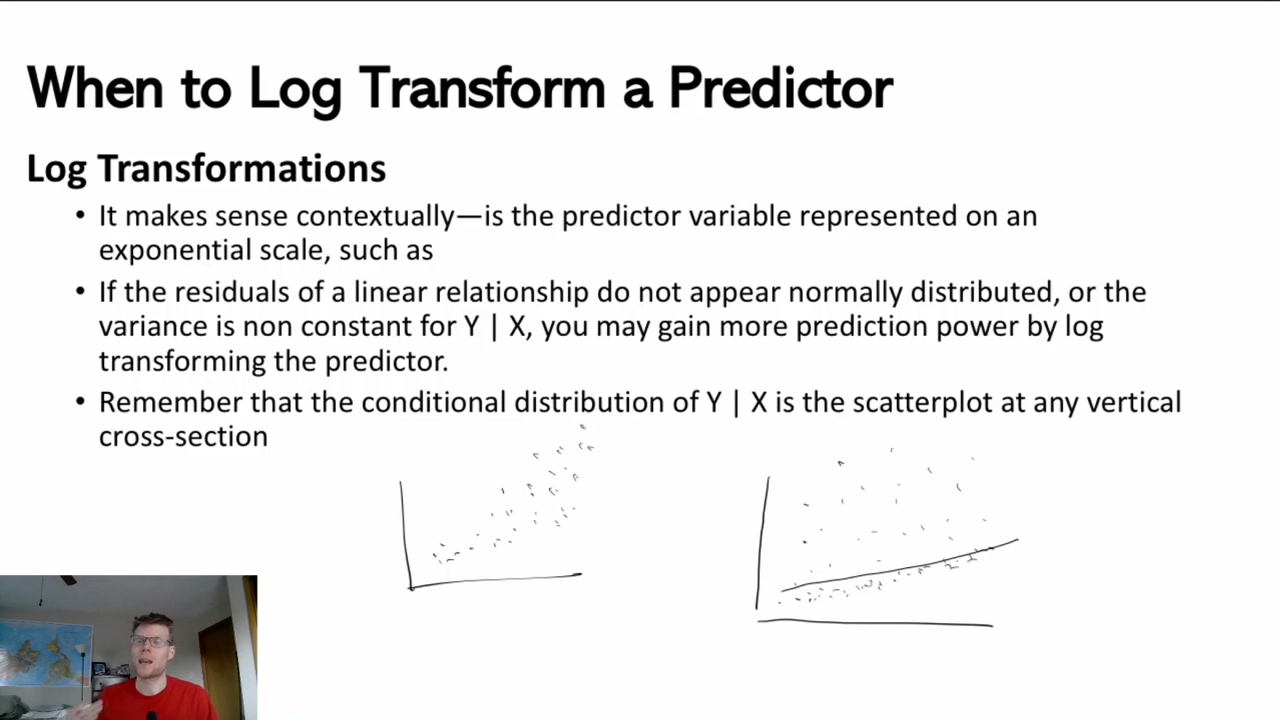 When to Log Transform a Predictor
Log Transformations
• It makes sense contextually—is the predictor variable represented on an
exponential scale, such as
• If the residuals of a linear relationship do not appear normally distributed, or the
variance is non constant for Y | X, you may gain more prediction power by log
transforming the predictor.
• Remember that the conditional distribution of Y | X is the scatterplot at any vertical
cross-section